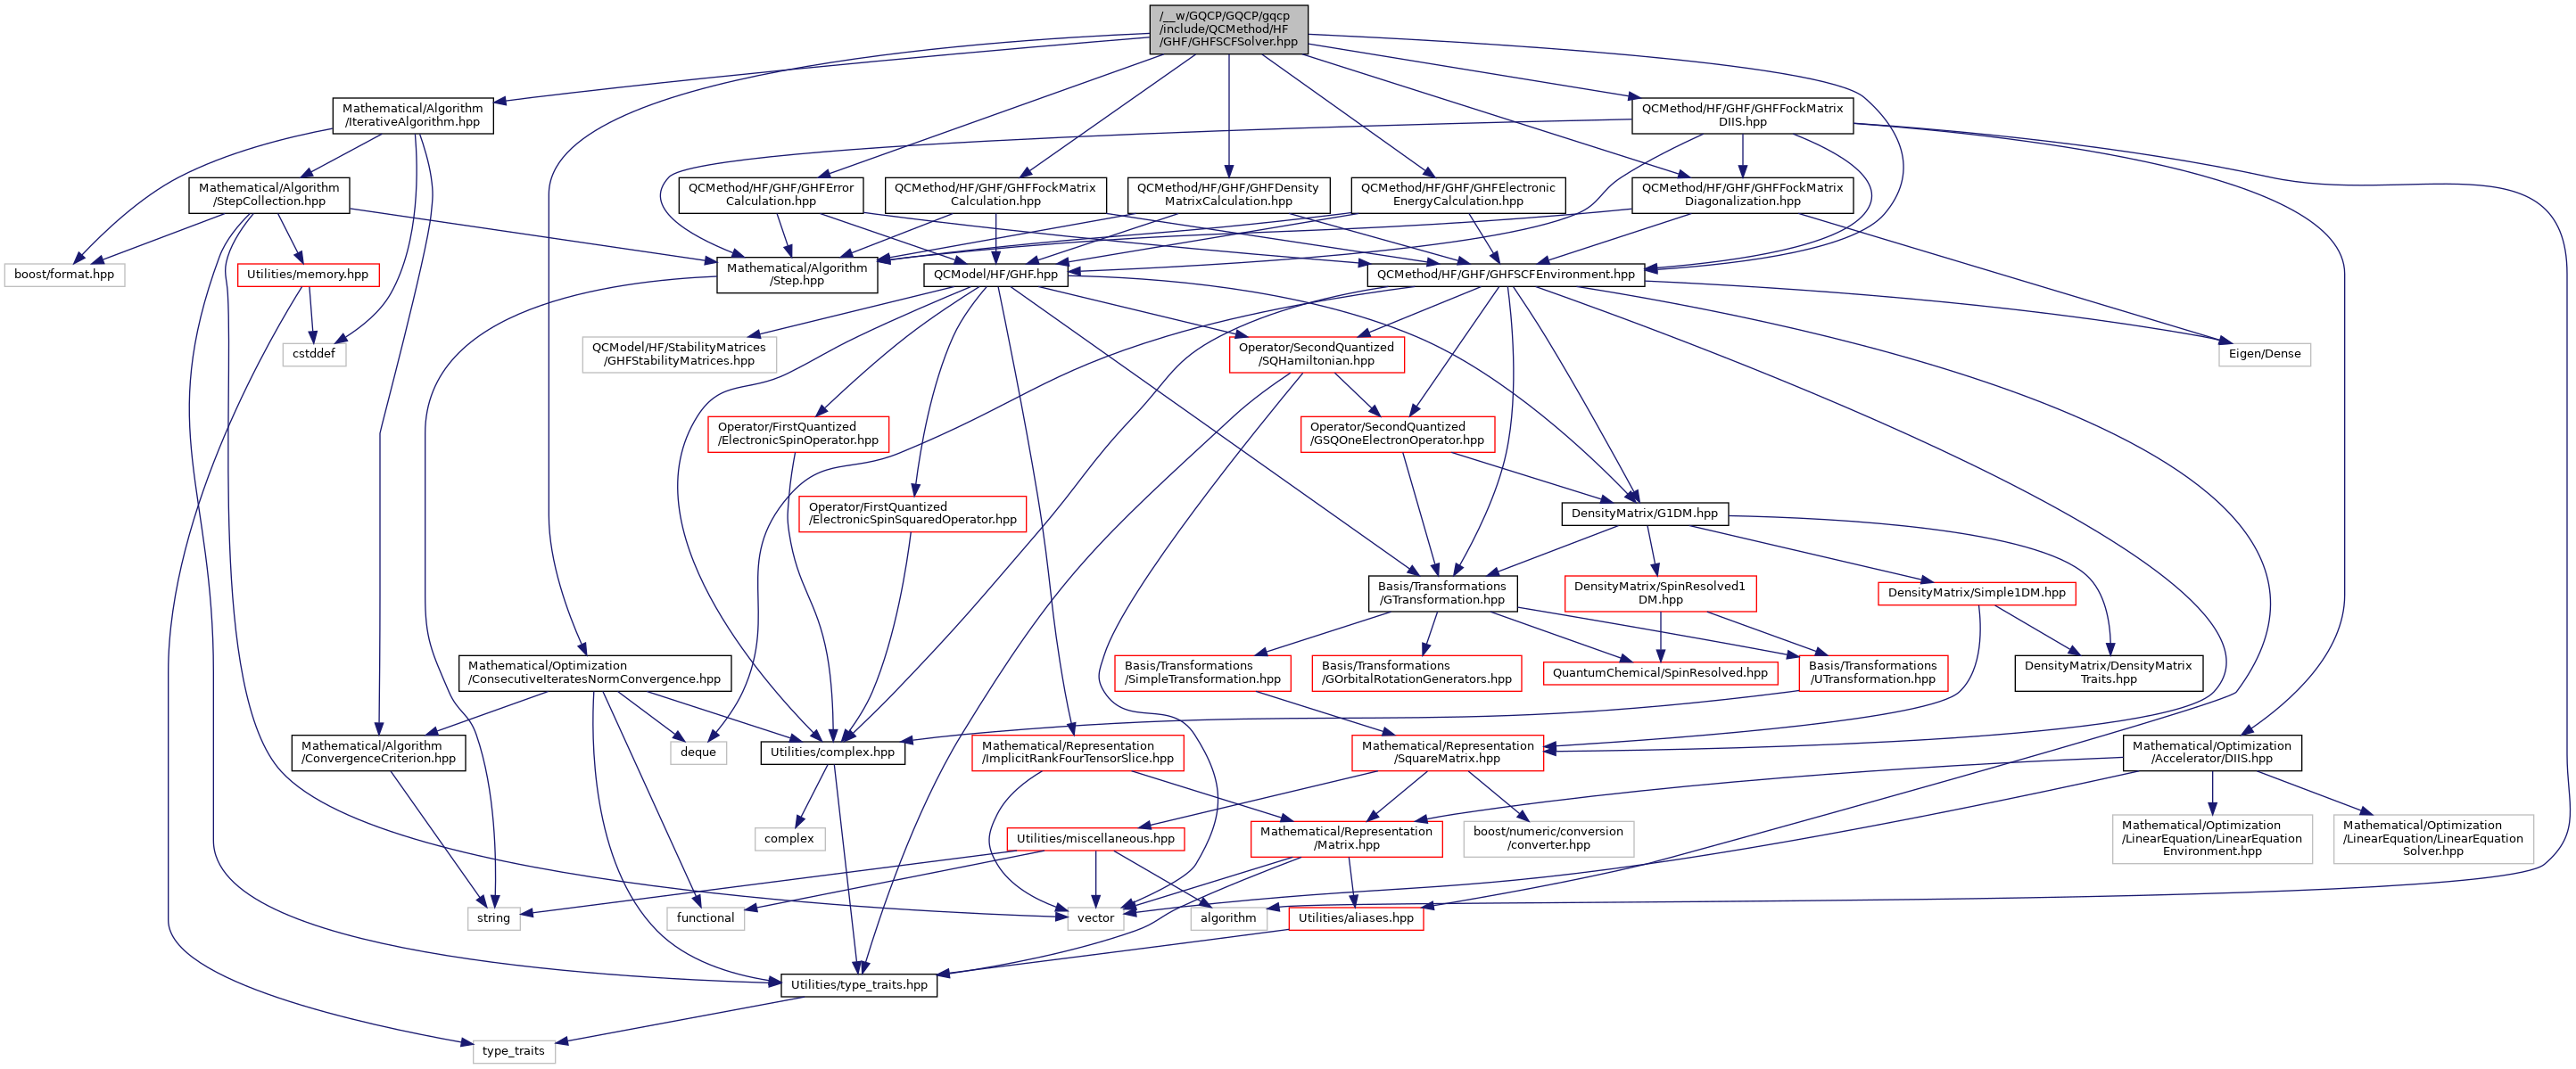 /__w/GQCP/GQCP/gqcp
/include/QCMethod/HF
/GHF/GHFSCFSolver.hpp
Mathematical/Algorithm
/IterativeAlgorithm.hpp
QCMethod/HF/GHF/GHFFockMatrix
DIIS.hpp
Mathematical/Algorithm
/StepCollection.hpp
QCMethod/HF/GHF/GHFError
Calculation.hpp
QCMethod/HF/GHF/GHFFockMatrix
Calculation.hpp
QCMethod/HF/GHF/GHFDensity
MatrixCalculation.hpp
QCMethod/HF/GHF/GHFElectronic
EnergyCalculation.hpp
QCMethod/HF/GHF/GHFFockMatrix
Diagonalization.hpp
boost/format.hpp
Utilities/memory.hpp
Mathematical/Algorithm
/Step.hpp
QCModel/HF/GHF.hpp
QCMethod/HF/GHF/GHFSCFEnvironment.hpp
cstddef
QCModel/HF/StabilityMatrices
/GHFStabilityMatrices.hpp
Operator/SecondQuantized
/SQHamiltonian.hpp
Eigen/Dense
Operator/FirstQuantized
/ElectronicSpinOperator.hpp
Operator/SecondQuantized
/GSQOneElectronOperator.hpp
Operator/FirstQuantized
/ElectronicSpinSquaredOperator.hpp
DensityMatrix/G1DM.hpp
Basis/Transformations
/GTransformation.hpp
DensityMatrix/SpinResolved1
DM.hpp
DensityMatrix/Simple1DM.hpp
Mathematical/Optimization
/ConsecutiveIteratesNormConvergence.hpp
Basis/Transformations
/SimpleTransformation.hpp
Basis/Transformations
/GOrbitalRotationGenerators.hpp
QuantumChemical/SpinResolved.hpp
Basis/Transformations
/UTransformation.hpp
DensityMatrix/DensityMatrix
Traits.hpp
Mathematical/Algorithm
/ConvergenceCriterion.hpp
deque
Utilities/complex.hpp
Mathematical/Representation
/ImplicitRankFourTensorSlice.hpp
Mathematical/Representation
/SquareMatrix.hpp
Mathematical/Optimization
/Accelerator/DIIS.hpp
complex
Utilities/miscellaneous.hpp
Mathematical/Representation
/Matrix.hpp
boost/numeric/conversion
/converter.hpp
Mathematical/Optimization
/LinearEquation/LinearEquation
Environment.hpp
Mathematical/Optimization
/LinearEquation/LinearEquation
Solver.hpp
string
functional
vector
algorithm
Utilities/aliases.hpp
Utilities/type_traits.hpp
type_traits